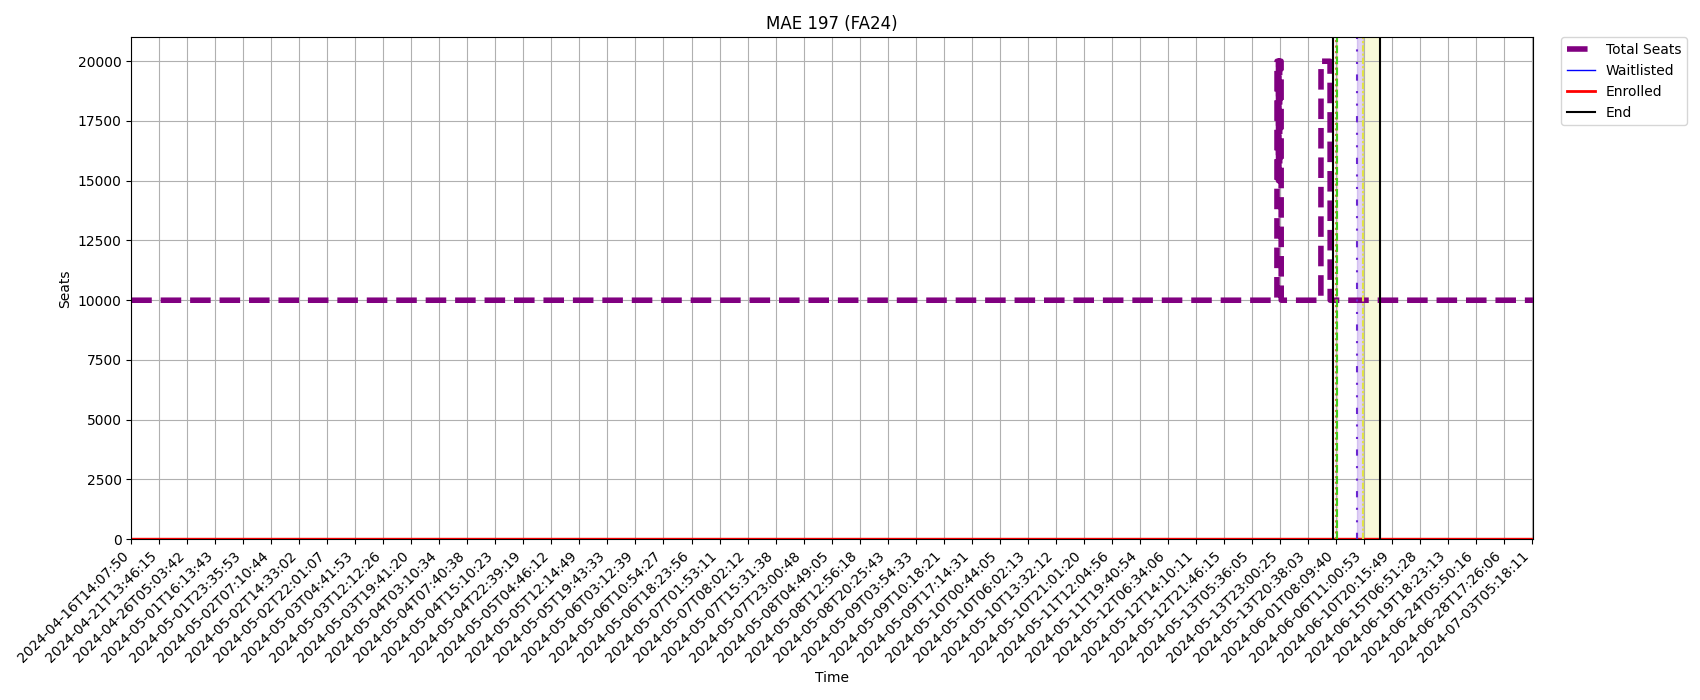 MAE 197 (FA24)
Total Seats
Waitlisted
Enrolled
End
20000
17500
15000
12500
10000
7500
5000
2500
0
Seats
2024-04-16T14:07:50
2024-04-21T13:46:15
2024-04-26T05:03:42
2024-05-01T16:13:43
2024-05-01T23:35:53
2024-05-02T07:10:44
2024-05-02T14:33:02
2024-05-02T22:01:07
2024-05-03T04:41:53
2024-05-03T12:12:26
2024-05-03T19:41:20
2024-05-04T03:10:34
2024-05-04T07:40:38
2024-05-04T15:10:23
2024-05-04T22:39:19
2024-05-05T04:46:12
2024-05-05T12:14:49
2024-05-05T19:43:33
2024-05-06T03:12:39
2024-05-06T10:54:27
2024-05-06T18:23:56
2024-05-07T01:53:11
2024-05-07T08:02:12
2024-05-07T15:31:38
2024-05-07T23:00:48
2024-05-08T04:49:05
2024-05-08T12:56:18
2024-05-08T20:25:43
2024-05-09T03:54:33
2024-05-09T10:18:21
2024-05-09T17:14:31
2024-05-10T00:44:05
2024-05-10T06:02:13
2024-05-10T13:32:12
2024-05-10T21:01:20
2024-05-11T12:04:56
2024-05-11T19:40:54
2024-05-12T06:34:06
2024-05-12T14:10:11
2024-05-12T21:46:15
2024-05-13T05:36:05
2024-05-13T13:00:25
2024-05-13T20:38:03
2024-06-01T08:09:40
2024-06-06T11:00:53
2024-06-10T20:15:49
2024-06-15T06:51:28
2024-06-19T18:23:13
2024-06-24T05:50:16
2024-06-28T17:26:06
2024-07-03T05:18:11
Time